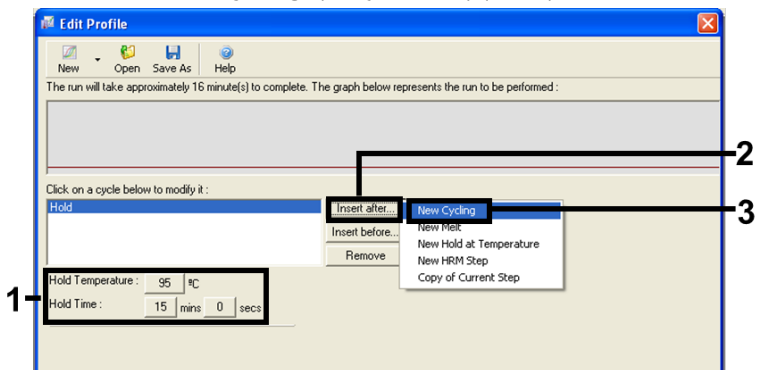 Edit Profile
New Open Save As Help
The run will take approximately 16 minute(s) to complete. The graph below represents the run to be performed :
2
Click on a cycle below to modify it :
Hold
Insert after...
New Cycling
3
Insert before...
New Melt
New Hold at Temperature
Remove
New HRM Step
Copy of Current Step
1
Hold Temperature : 95 ºC
Hold Time : 15 mins 0 secs